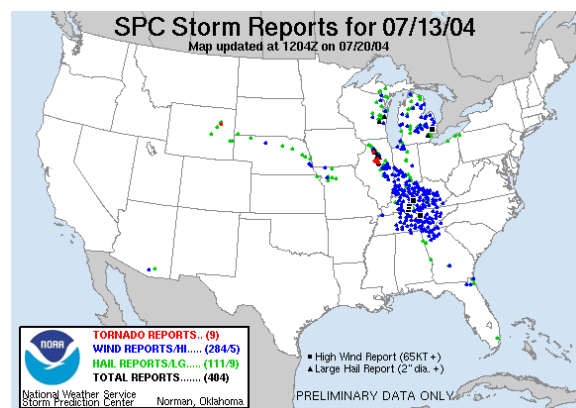 SPC Storm Reports for 07/13/04
Map updated at 1204Z on 07/20/04
NOAA
TORNADO REPORTS.. (9)
WIND REPORTS/HI..... (284/5)
HAIL REPORTS/LG..... (111/9)
TOTAL REPORTS....... (404)
National Weather Service
Storm Prediction Center Norman, Oklahoma
High Wind Report (65KT +)
Large Hail Report (2" dia. +)
PRELIMINARY DATA ONLY